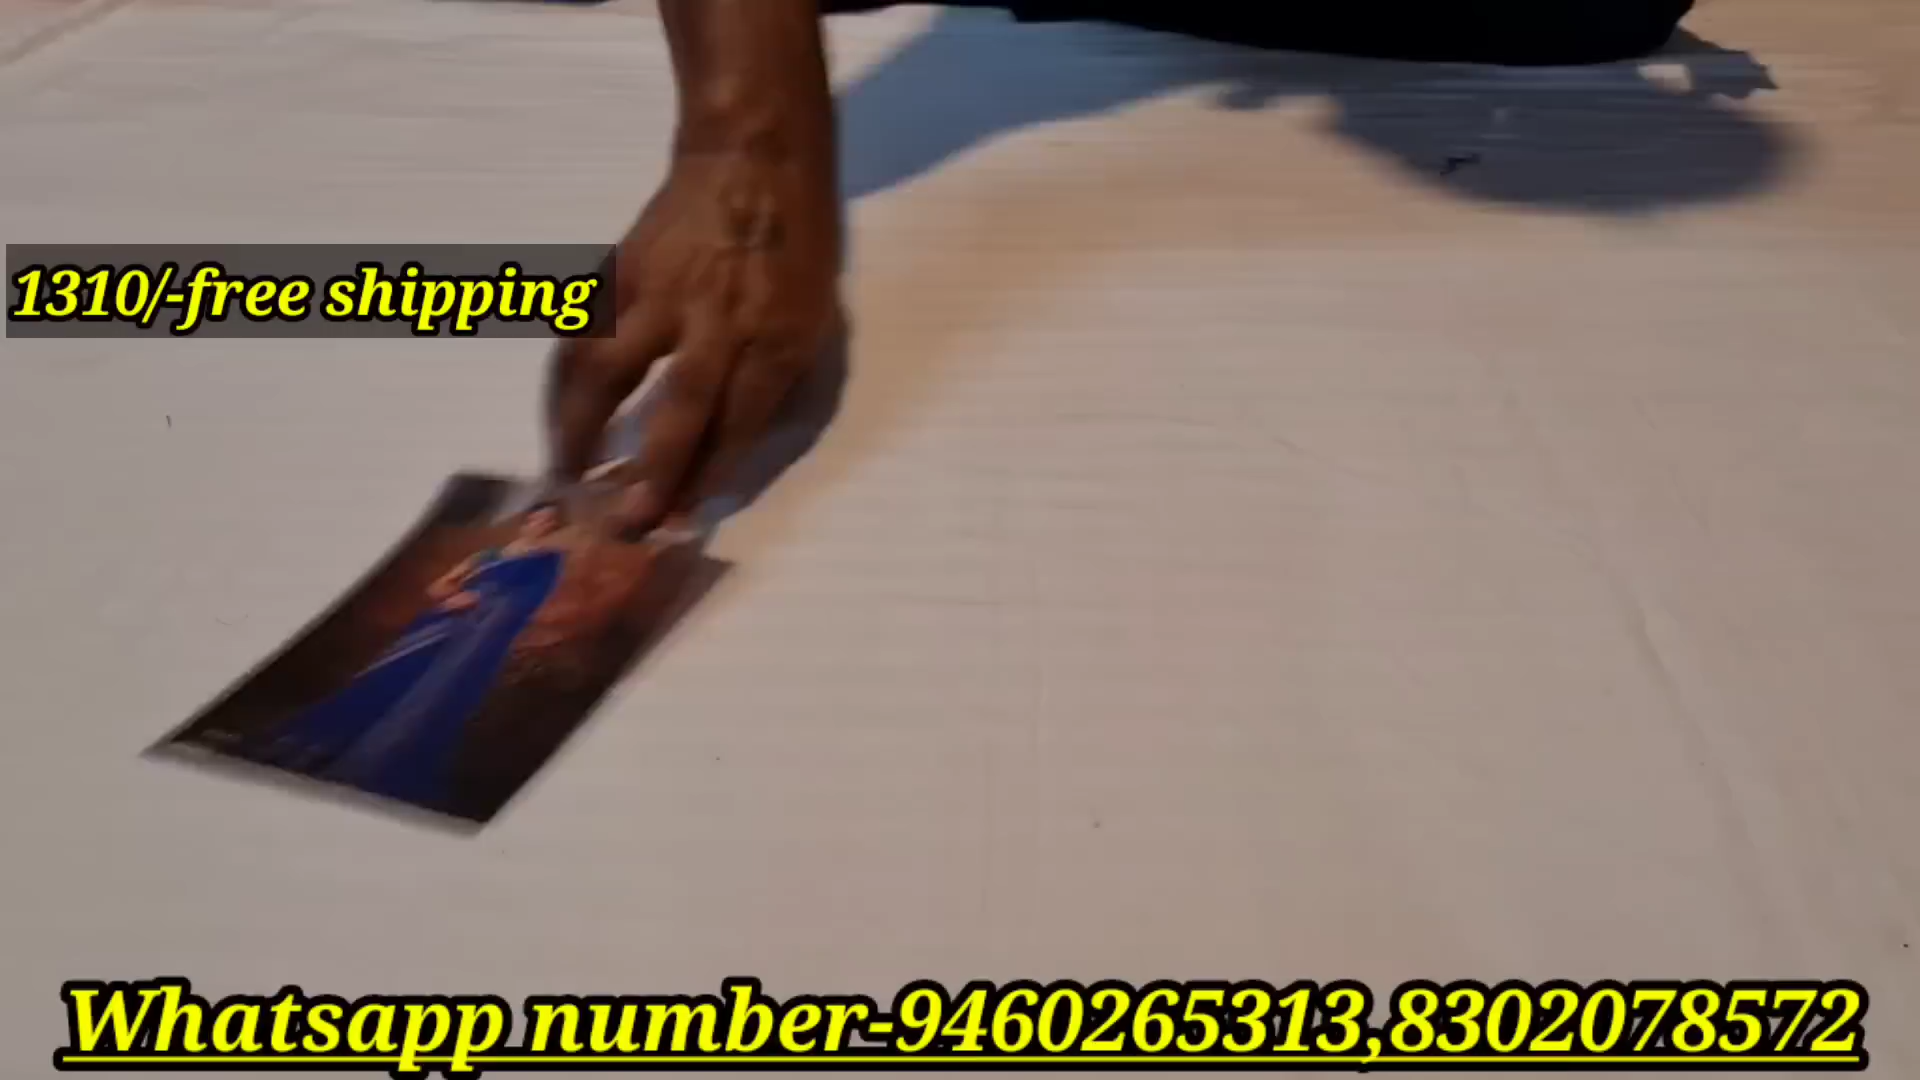 1310/-free shipping
Whatsapp number-9460265313,8302078572